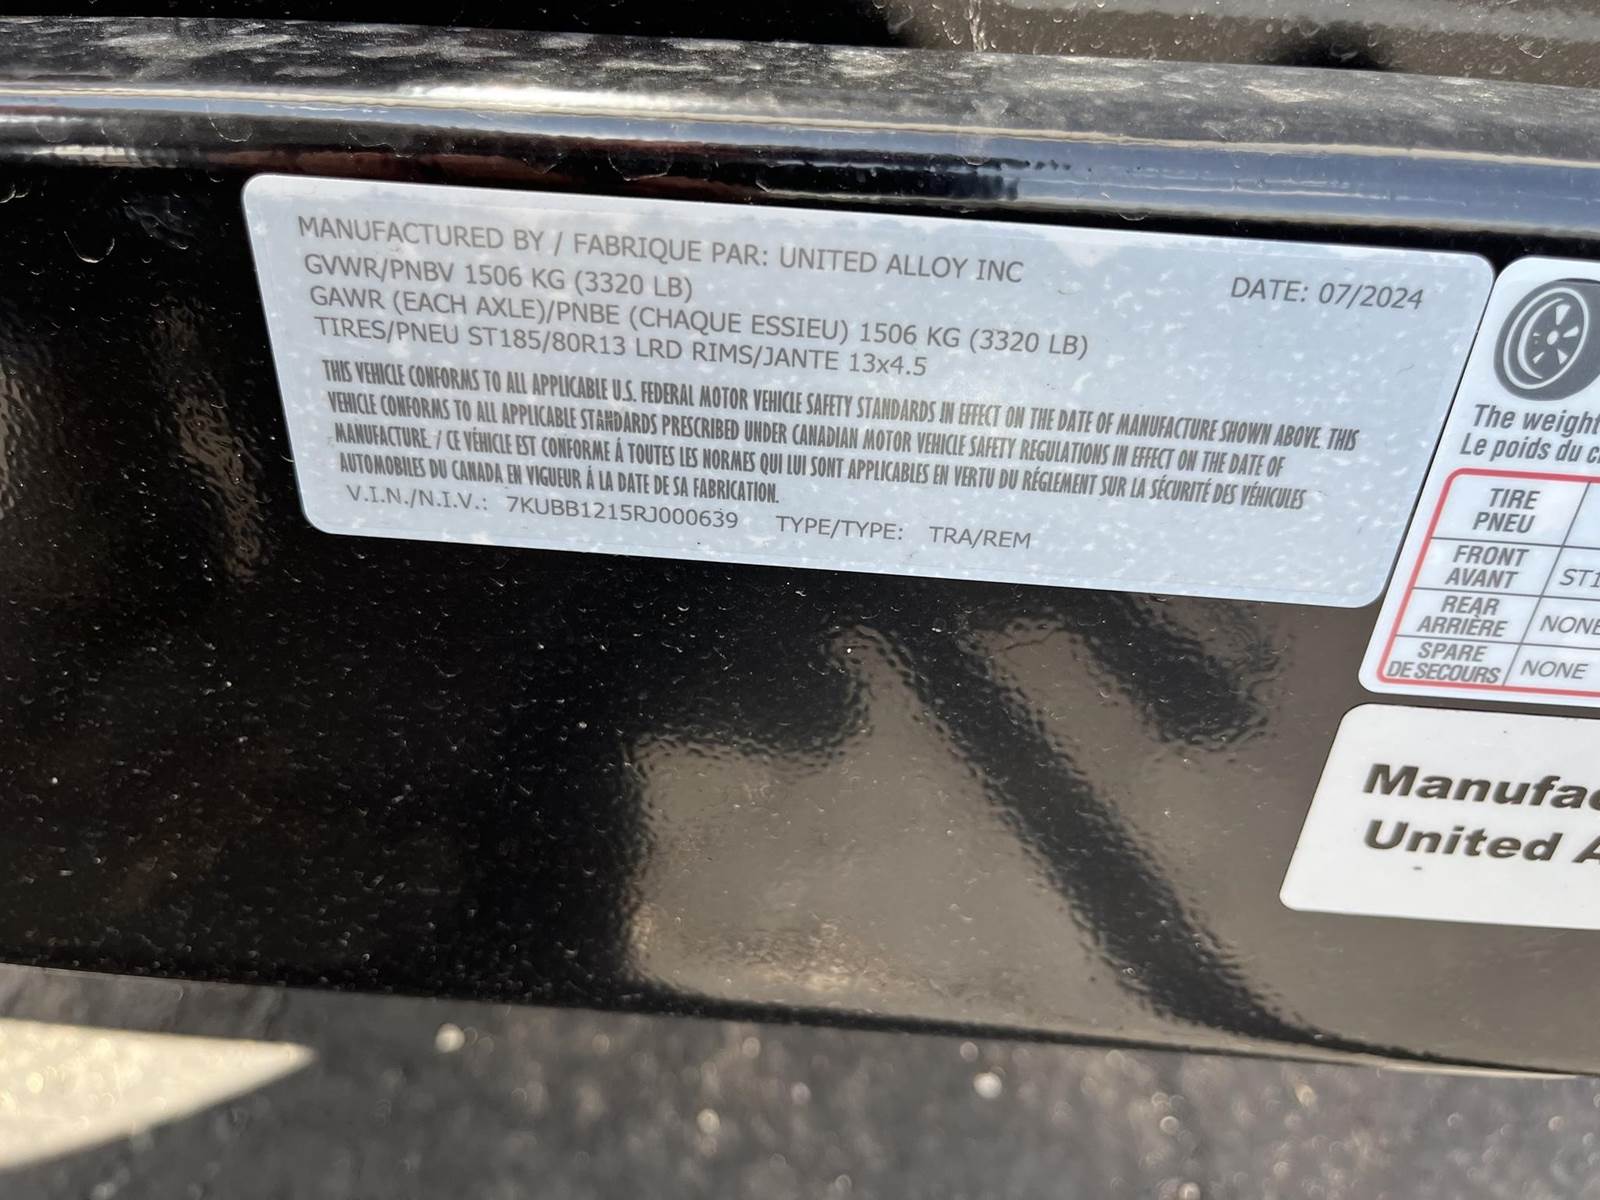 MANUFACTURED BY / FABRIQUE PAR: UNITED ALLOY INC
DATE: 07/2024
GVWR/PNBV 1506 KG (3320 LB)
GAWR (EACH AXLE)/PNBE (CHAQUE ESSIEU) 1506 KG (3320 LB)
TIRES/PNEU ST185/80R13 LRD RIMS/JANTE 13x4.5
THIS VEHICLE CONFORMS TO ALL APPLICABLE U.S. FEDERAL MOTOR VEHICLE SAFETY STANDARDS IN EFFECT ON THE DATE OF MANUFACTURE SHOWN ABOVE. THIS
VEHICLE CONFORMS TO ALL APPLICABLE STANDARDS PRESCRIBED UNDER CANADIAN MOTOR VEHICLE SAFETY REGULATIONS IN EFFECT ON THE DATE OF
MANUFACTURE. / CE VÉHICLE EST CONFORME Á TOUTES LES NORMES QUI LUI SONT APPLICABLES EN VERTU DU RÉGLEMENT SUR LA SÉCURITÉ DES VÉHICULES
AUTOMOBILES DU CANADA EN VIGUEUR Á LA DATE DE SA FABRICATION.
V.I.N./N.I.V.: 7KUBB1215RJ000639 TYPE/TYPE: TRA/REM
The weight
Le poids du c
TIRE
PNEU
FRONT
AVANT
ST1
REAR
ARRIÈRE
NONE
SPARE
DE SECOURS
NONE
Manufac
United A